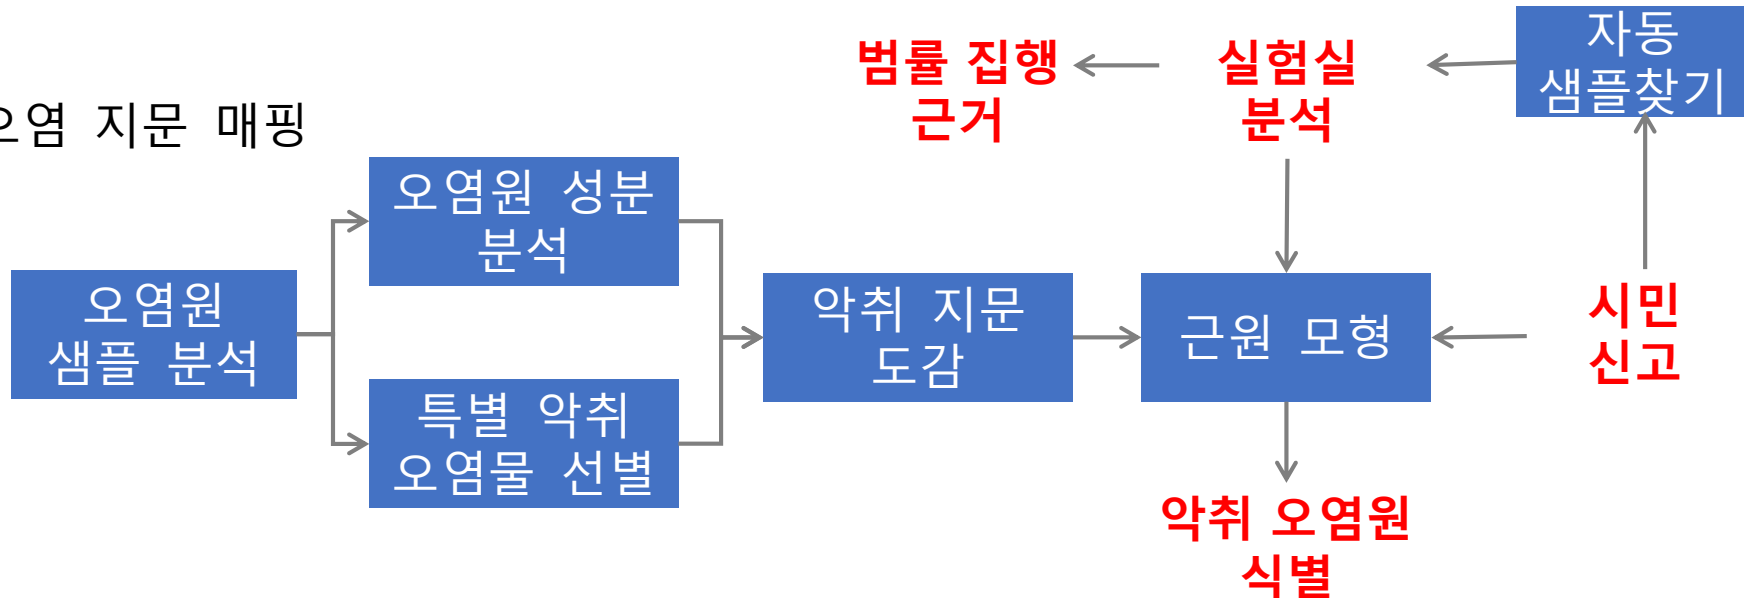 오염 지문 매핑
오염원
샘플 분석
오염원 성분
분석
특별 악취
오염물 선별
악취 지문
도감
근원 모형
악취 오염원
식별
범률 집행
근거
실험실
분석
자동
샘플찾기
시민
신고